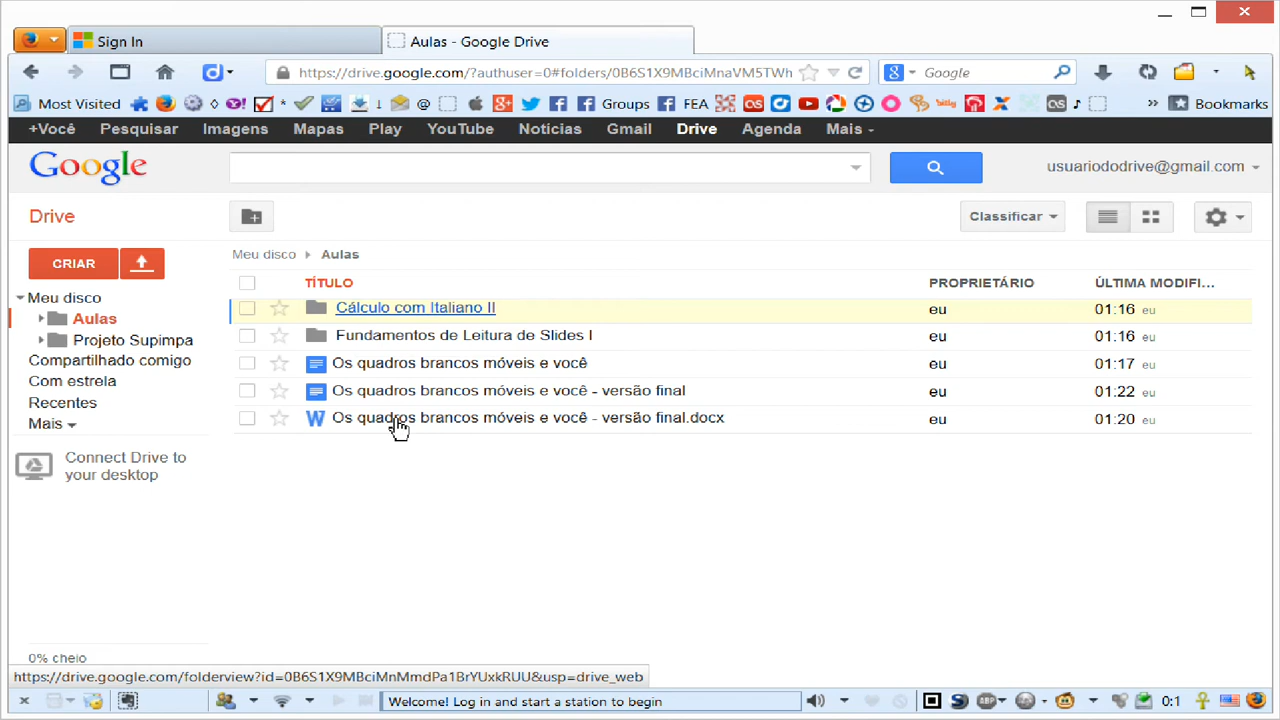 Sign In
Aulas - Google Drive
https://drive.google.com/?authuser=0#folders/0B6S1X9MBciMnaVM5TWh
Google
Most Visited
Groups
FEA
Bookmarks
+Você Pesquisar Imagens Mapas Play YouTube Notícias Gmail Drive Agenda Mais
Google
usuariododrive@gmail.com
Drive
Classificar
Meu disco Aulas
CRIAR
TÍTULO PROPRIETÁRIO ÚLTIMA MODIFI...
Meu disco
Aulas
Projeto Supimpa
Compartilhado comigo
Com estrela
Recentes
Mais
Cálculo com Italiano II eu 01:16 eu
Fundamentos de Leitura de Slides I eu 01:16 eu
Os quadros brancos móveis e você eu 01:17 eu
Os quadros brancos móveis e você - versão final eu 01:22 eu
Os quadros brancos móveis e você - versão final.docx eu 01:20 eu
Connect Drive to
your desktop
0% cheio
https://drive.google.com/folderview?id=0B6S1X9MBciMnMmdPa1BrYUxkRUU&usp=drive_web
Welcome! Log in and start a station to begin
0:1